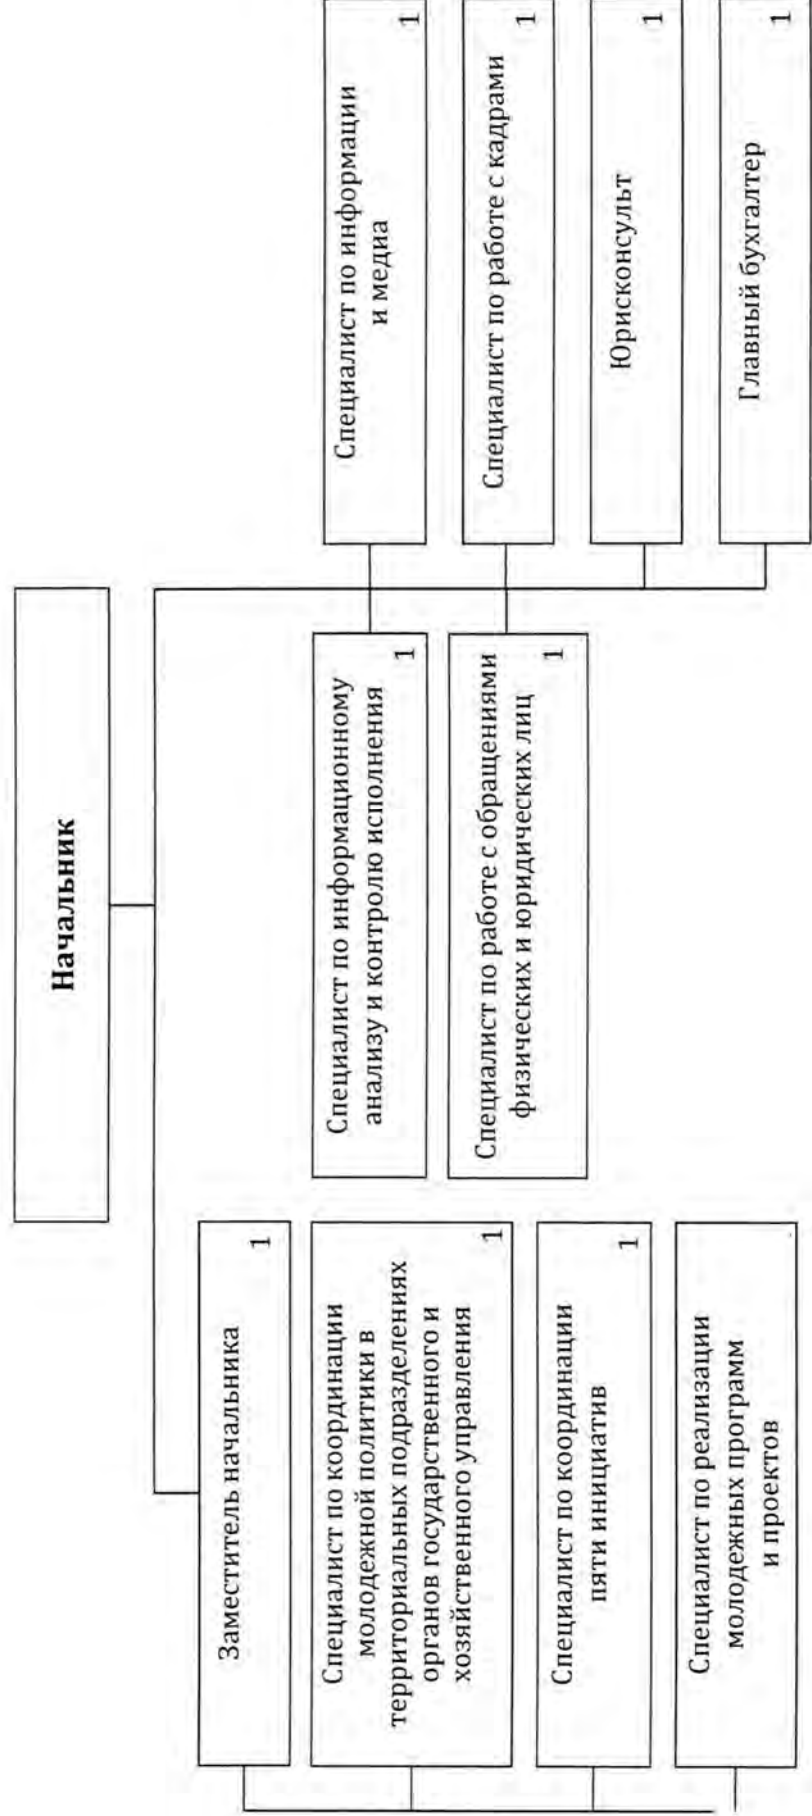 Начальник
Заместитель начальника
1
Специалист по координации
молодежной политики в
территориальных подразделениях
органов государственного и
хозяйственного управления
1
Специалист по координации
пяти инициатив
1
Специалист по реализации
молодежных программ
и проектов
Специалист по информационному
анализу и контролю исполнения
1
Специалист по работе с обращениями
физических и юридических лиц
1
Специалист по информации
и медиа
1
Специалист по работе с кадрами
1
Юрисконсульт
1
Главный бухгалтер
1